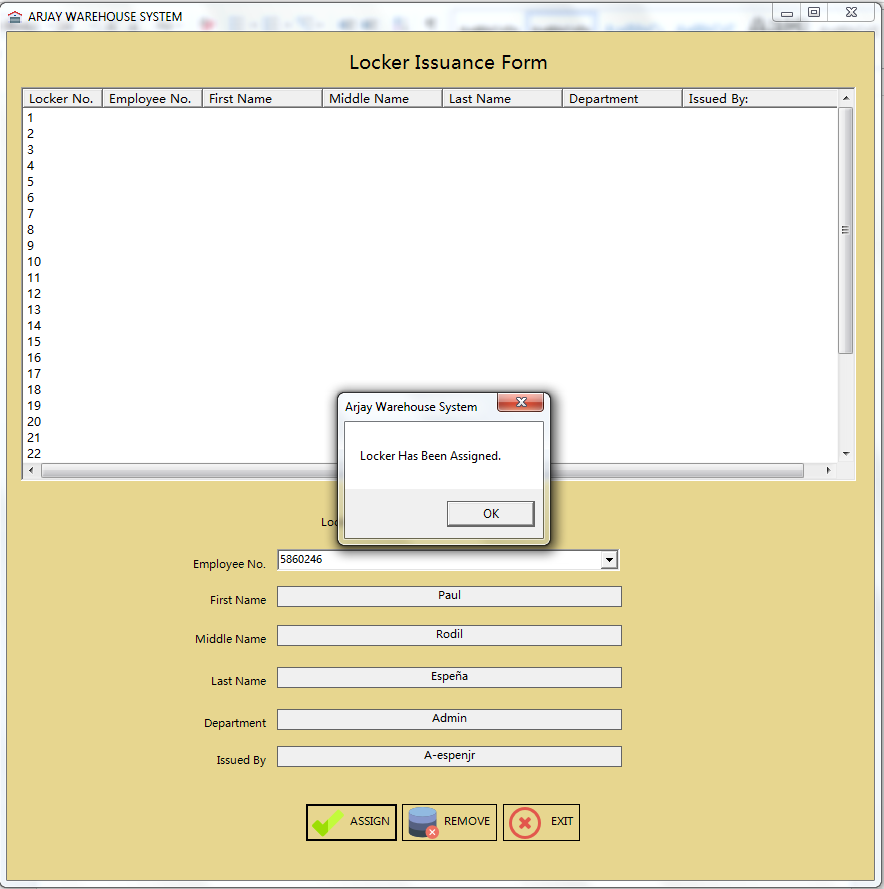 ARJAY WAREHOUSE SYSTEM
Locker Issuance Form
Locker No. Employee No. First Name Middle Name Last Name Department Issued By:
1
2
3
4
5
6
7
8
9
10
11
12
13
14
15
16
17
18
19
20
21
22
Arjay Warehouse System
Locker Has Been Assigned.
OK
Employee No. 5860246
First Name Paul
Middle Name Rodil
Last Name España
Department Admin
Issued By A-espenjr
ASSIGN REMOVE EXIT